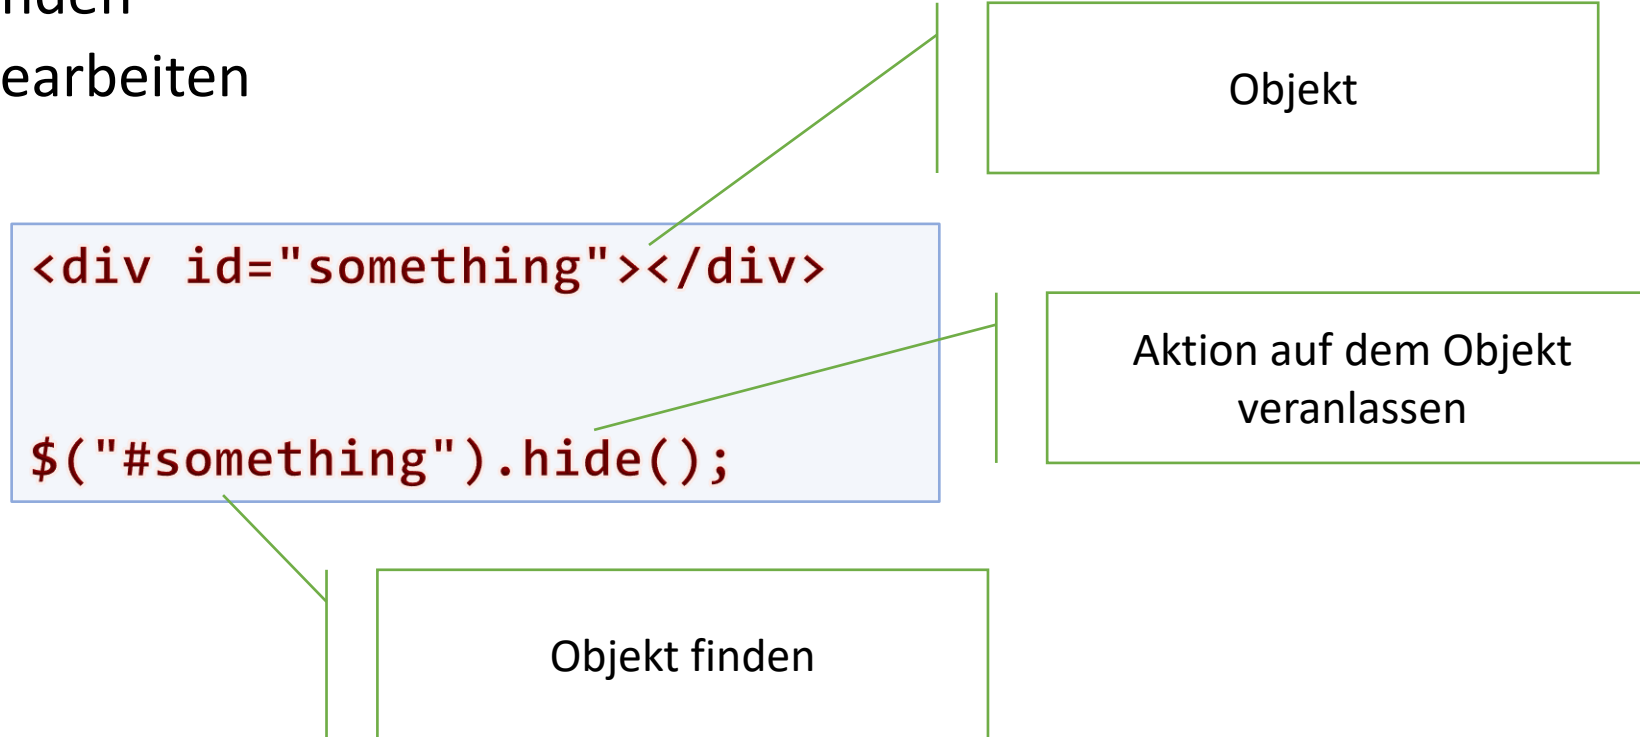 earbeiten
Objekt
<div id="something"></div>
Aktion auf dem Objekt
veranlassen
$("#something").hide();
Objekt finden